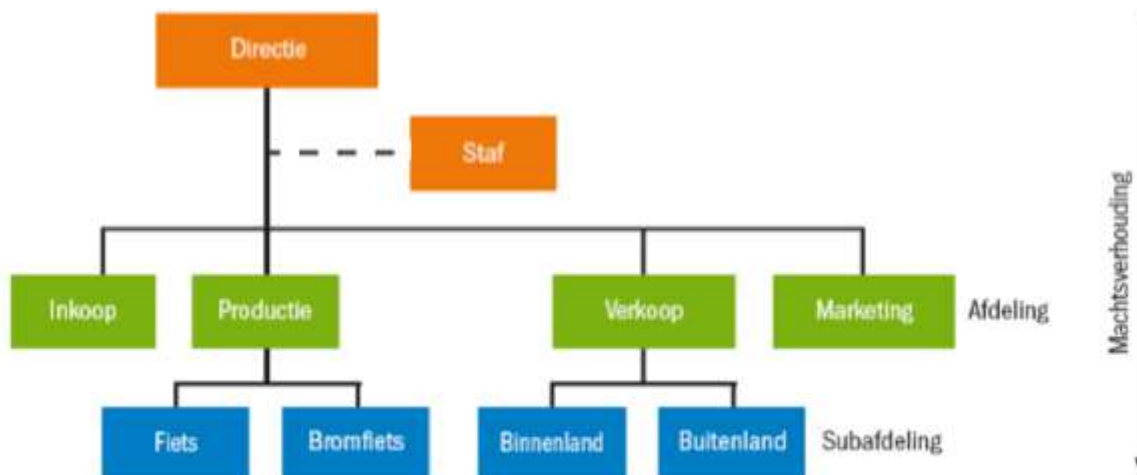 Directie
Staf
Inkoop
Productie
Verkoop
Marketing
Afdeling
Fiets
Bromfiets
Binnenland
Buitenland
Subafdeling
Machtsverhouding